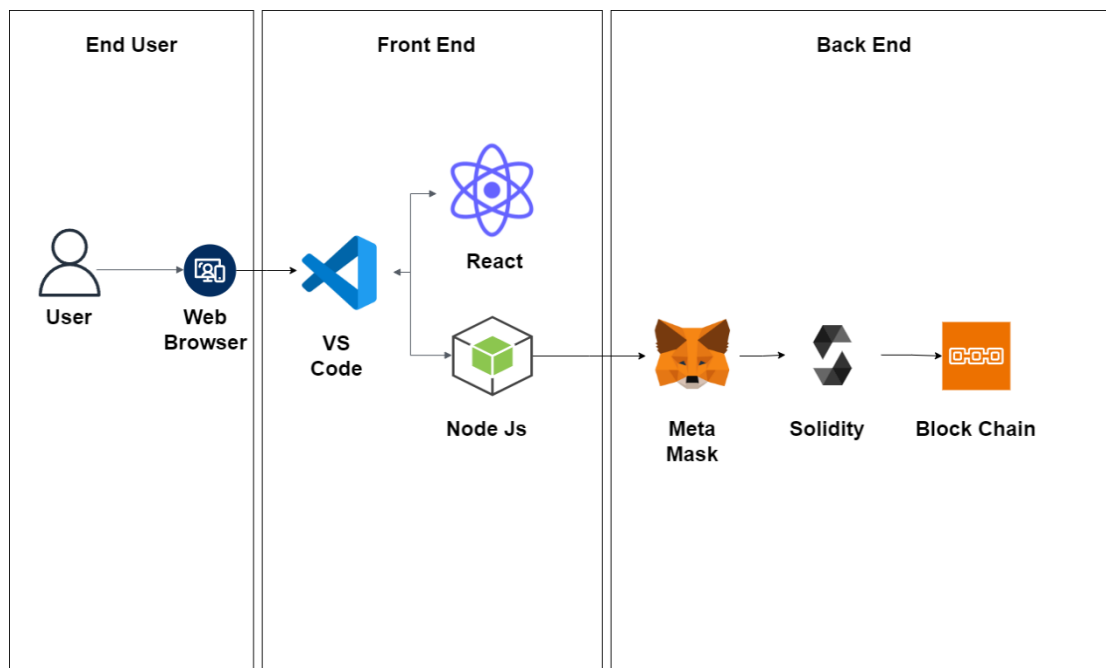 End User
Front End
Back End
User
Web
Browser
VS
Code
React
Node Js
Meta
Mask
Solidity
Block Chain